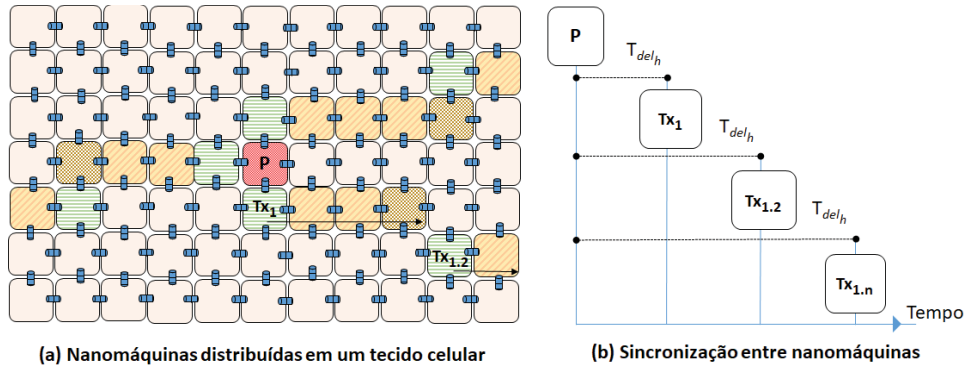 P
Tx1
Tx1.2
(a) Nanomáquinas distribuídas em um tecido celular
P
Tdelh
Tx1
Tdelh
Tx1.2
Tdelh
Tx1.n
Tempo
(b) Sincronização entre nanomáquinas